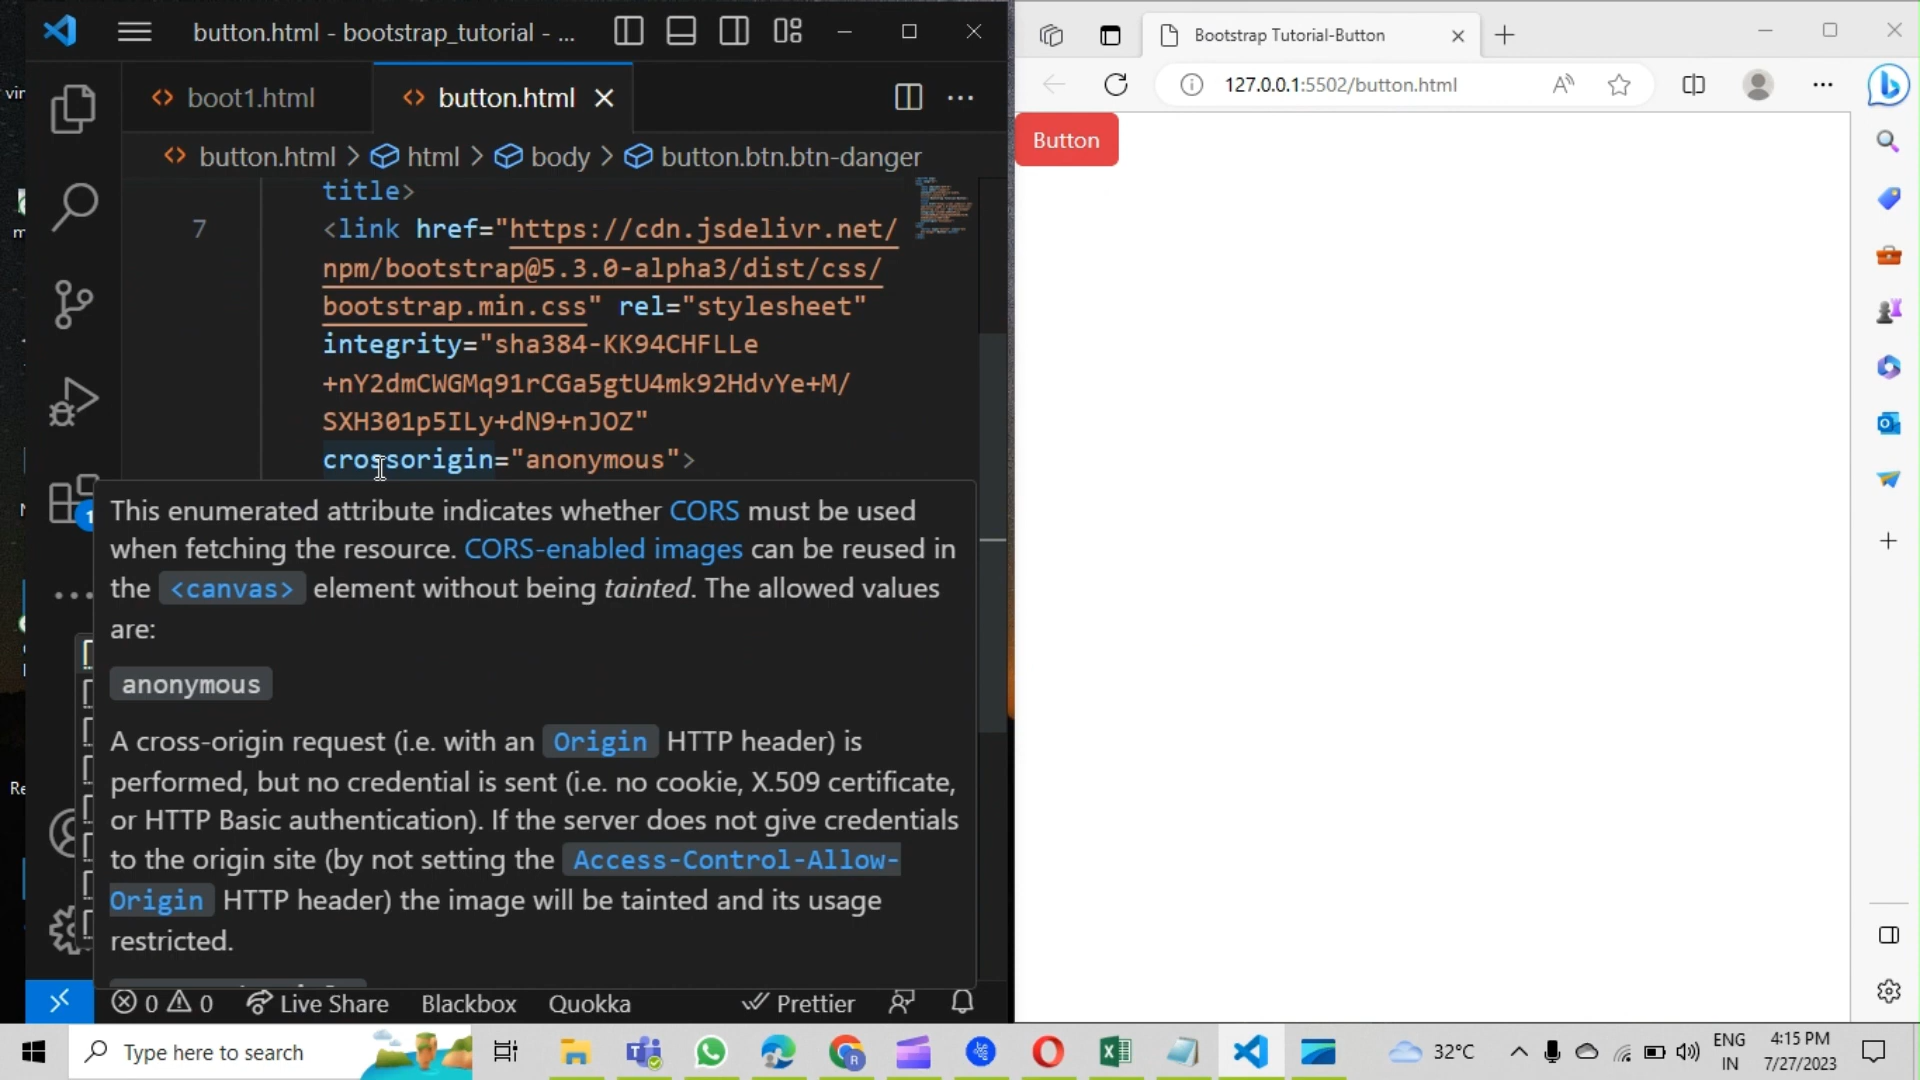 button.html - bootstrap_tutorial - ...
boot1.html
button.html
button.html > html > body > button.btn.btn-danger
title>
7
<link href="https://cdn.jsdelivr.net/
npm/bootstrap@5.3.0-alpha3/dist/css/
bootstrap.min.css" rel="stylesheet"
integrity="sha384-KK94CHFLLe
+nY2dmCWGMq91rCGa5gtU4mk92HdvYe+M/
SXH301p5ILy+dN9+nJOZ"
crossorigin="anonymous">
This enumerated attribute indicates whether CORS must be used
when fetching the resource. CORS-enabled images can be reused in
the <canvas> element without being tainted. The allowed values
are:
anonymous
A cross-origin request (i.e. with an Origin HTTP header) is
performed, but no credential is sent (i.e. no cookie, X.509 certificate,
or HTTP Basic authentication). If the server does not give credentials
to the origin site (by not setting the Access-Control-Allow-
Origin HTTP header) the image will be tainted and its usage
restricted.
0 0 Live Share Blackbox Quokka Prettier
Bootstrap Tutorial-Button
127.0.0.1:5502/button.html
Button
Type here to search
32°C
ENG
IN
4:15 PM
7/27/2023